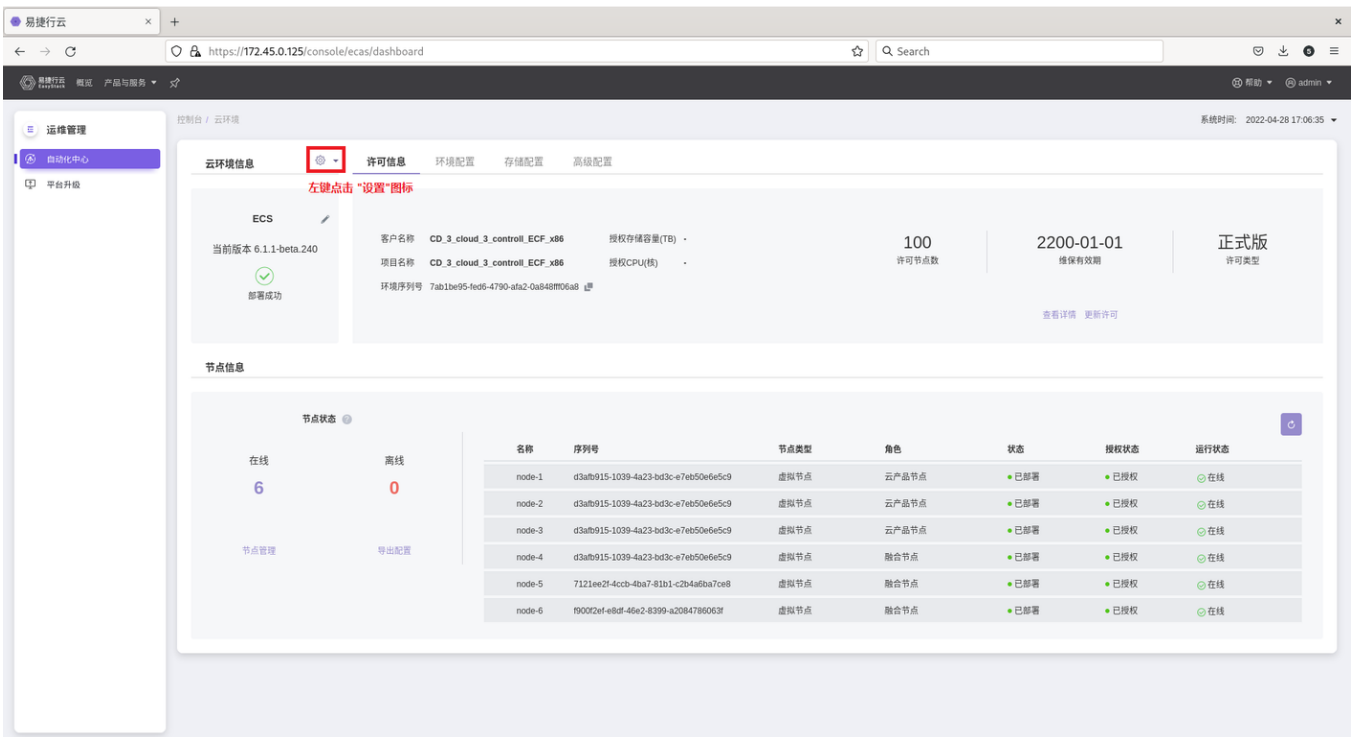 易捷行云
https://172.45.0.125/console/ecas/dashboard
Search
易捷行云 EasyStack 概览 产品与服务 帮助 admin
运维管理
自动化中心
平台升级
控制台 / 云环境
系统时间: 2022-04-28 17:06:35
云环境信息
左键点击 "设置"图标
许可信息 环境配置 存储配置 高级配置
ECS
当前版本 6.1.1-beta.240
部署成功
客户名称 CD_3_cloud_3_controll_ECF_x86 授权存储容量(TB) -
项目名称 CD_3_cloud_3_controll_ECF_x86 授权CPU(核) -
环境序列号 7ab1be95-fed6-4790-afa2-0a848fff06a8
100
许可节点数
2200-01-01
维保有效期
正式版
许可类型
查看详情 更新许可
节点信息
节点状态
在线 离线
6 0
节点管理 导出配置
名称 序列号 节点类型 角色 状态 授权状态 运行状态
node-1 d3afb915-1039-4a23-bd3c-e7eb50e6e5c9 虚拟节点 云产品节点 已部署 已授权 在线
node-2 d3afb915-1039-4a23-bd3c-e7eb50e6e5c9 虚拟节点 云产品节点 已部署 已授权 在线
node-3 d3afb915-1039-4a23-bd3c-e7eb50e6e5c9 虚拟节点 云产品节点 已部署 已授权 在线
node-4 d3afb915-1039-4a23-bd3c-e7eb50e6e5c9 虚拟节点 融合节点 已部署 已授权 在线
node-5 7121ee2f-4ccb-4ba7-81b1-c2b4a6ba7ce8 虚拟节点 融合节点 已部署 已授权 在线
node-6 f900f2ef-e8df-46e2-8399-a2084786063f 虚拟节点 融合节点 已部署 已授权 在线